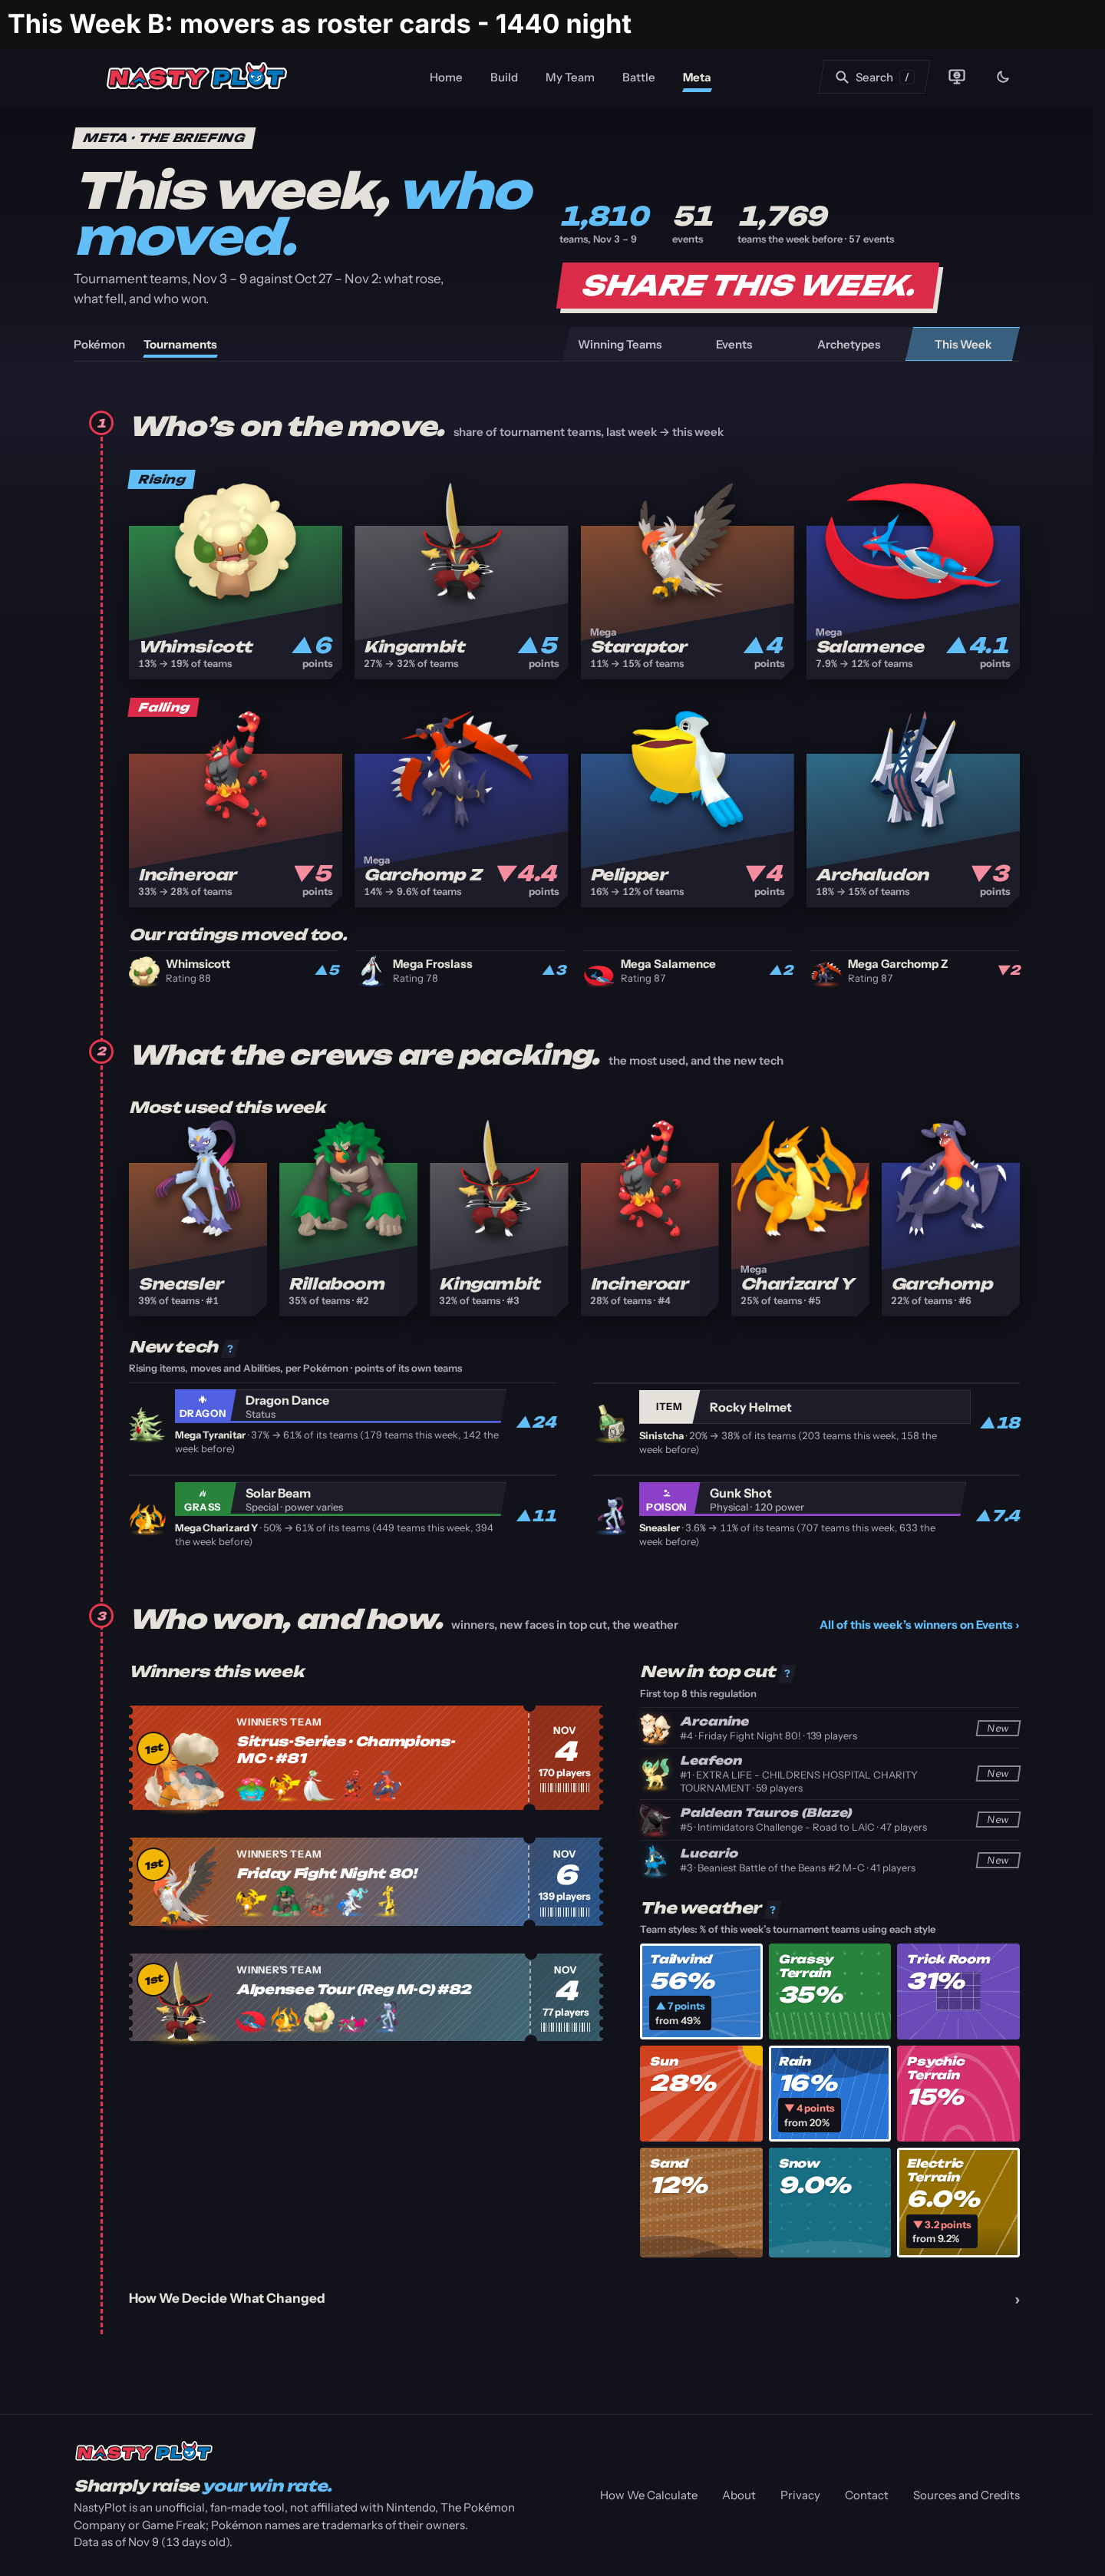 This Week B: movers as roster cards - 1440 night
NASTY PLOT
Home Build My Team Battle Meta
Search /
META · THE BRIEFING
This week, who
moved.
Tournament teams, Nov 3 – 9 against Oct 27 – Nov 2: what rose,
what fell, and who won.
1,810 51 1,769
teams, Nov 3 – 9 events teams the week before · 57 events
SHARE THIS WEEK.
Pokémon Tournaments
Winning Teams Events Archetypes This Week
1 Who's on the move. share of tournament teams, last week → this week
Rising
Whimsicott ▲6
13% → 19% of teams points
Kingambit ▲5
27% → 32% of teams points
Mega
Staraptor ▲4
11% → 15% of teams points
Mega
Salamence ▲4.1
7.9% → 12% of teams points
Falling
Incineroar ▼5
33% → 28% of teams points
Mega
Garchomp Z ▼4.4
14% → 9.6% of teams points
Pelipper ▼4
16% → 12% of teams points
Archaludon ▼3
18% → 15% of teams points
Our ratings moved too.
Whimsicott ▲5
Rating 88
Mega Froslass ▲3
Rating 78
Mega Salamence ▲2
Rating 87
Mega Garchomp Z ▼2
Rating 87
2 What the crews are packing. the most used, and the new tech
Most used this week
Sneasler
39% of teams · #1
Rillaboom
35% of teams · #2
Kingambit
32% of teams · #3
Incineroar
28% of teams · #4
Mega
Charizard Y
25% of teams · #5
Garchomp
22% of teams · #6
New tech ?
Rising items, moves and Abilities, per Pokémon · points of its own teams
DRAGON Dragon Dance
Status
▲24
Mega Tyranitar · 37% → 61% of its teams (179 teams this week, 142 the
week before)
ITEM Rocky Helmet
▲18
Sinistcha · 20% → 38% of its teams (203 teams this week, 158 the
week before)
GRASS Solar Beam
Special · power varies
▲11
Mega Charizard Y · 50% → 61% of its teams (449 teams this week, 394
the week before)
POISON Gunk Shot
Physical · 120 power
▲7.4
Sneasler · 3.6% → 11% of its teams (707 teams this week, 633 the
week before)
3 Who won, and how. winners, new faces in top cut, the weather
All of this week's winners on Events ›
Winners this week
1st
WINNER'S TEAM
Sitrus-Series · Champions-
MC · #81
NOV
4
170 players
1st
WINNER'S TEAM
Friday Fight Night 80!
NOV
6
139 players
1st
WINNER'S TEAM
Alpensee Tour (Reg M-C) #82
NOV
4
77 players
New in top cut ?
First top 8 this regulation
Arcanine
#4 · Friday Fight Night 80! · 139 players
New
Leafeon
#1 · EXTRA LIFE - CHILDRENS HOSPITAL CHARITY
TOURNAMENT · 59 players
New
Paldean Tauros (Blaze)
#5 · Intimidators Challenge - Road to LAIC · 47 players
New
Lucario
#3 · Beaniest Battle of the Beans #2 M-C · 41 players
New
The weather ?
Team styles: % of this week's tournament teams using each style
Tailwind
56%
▲ 7 points
from 49%
Grassy
Terrain
35%
Trick Room
31%
Sun
28%
Rain
16%
▼ 4 points
from 20%
Psychic
Terrain
15%
Sand
12%
Snow
9.0%
Electric
Terrain
6.0%
▼ 3.2 points
from 9.2%
How We Decide What Changed ›
NASTY PLOT
Sharply raise your win rate.
NastyPlot is an unofficial, fan-made tool, not affiliated with Nintendo, The Pokémon
Company or Game Freak; Pokémon names are trademarks of their owners.
Data as of Nov 9 (13 days old).
How We Calculate About Privacy Contact Sources and Credits